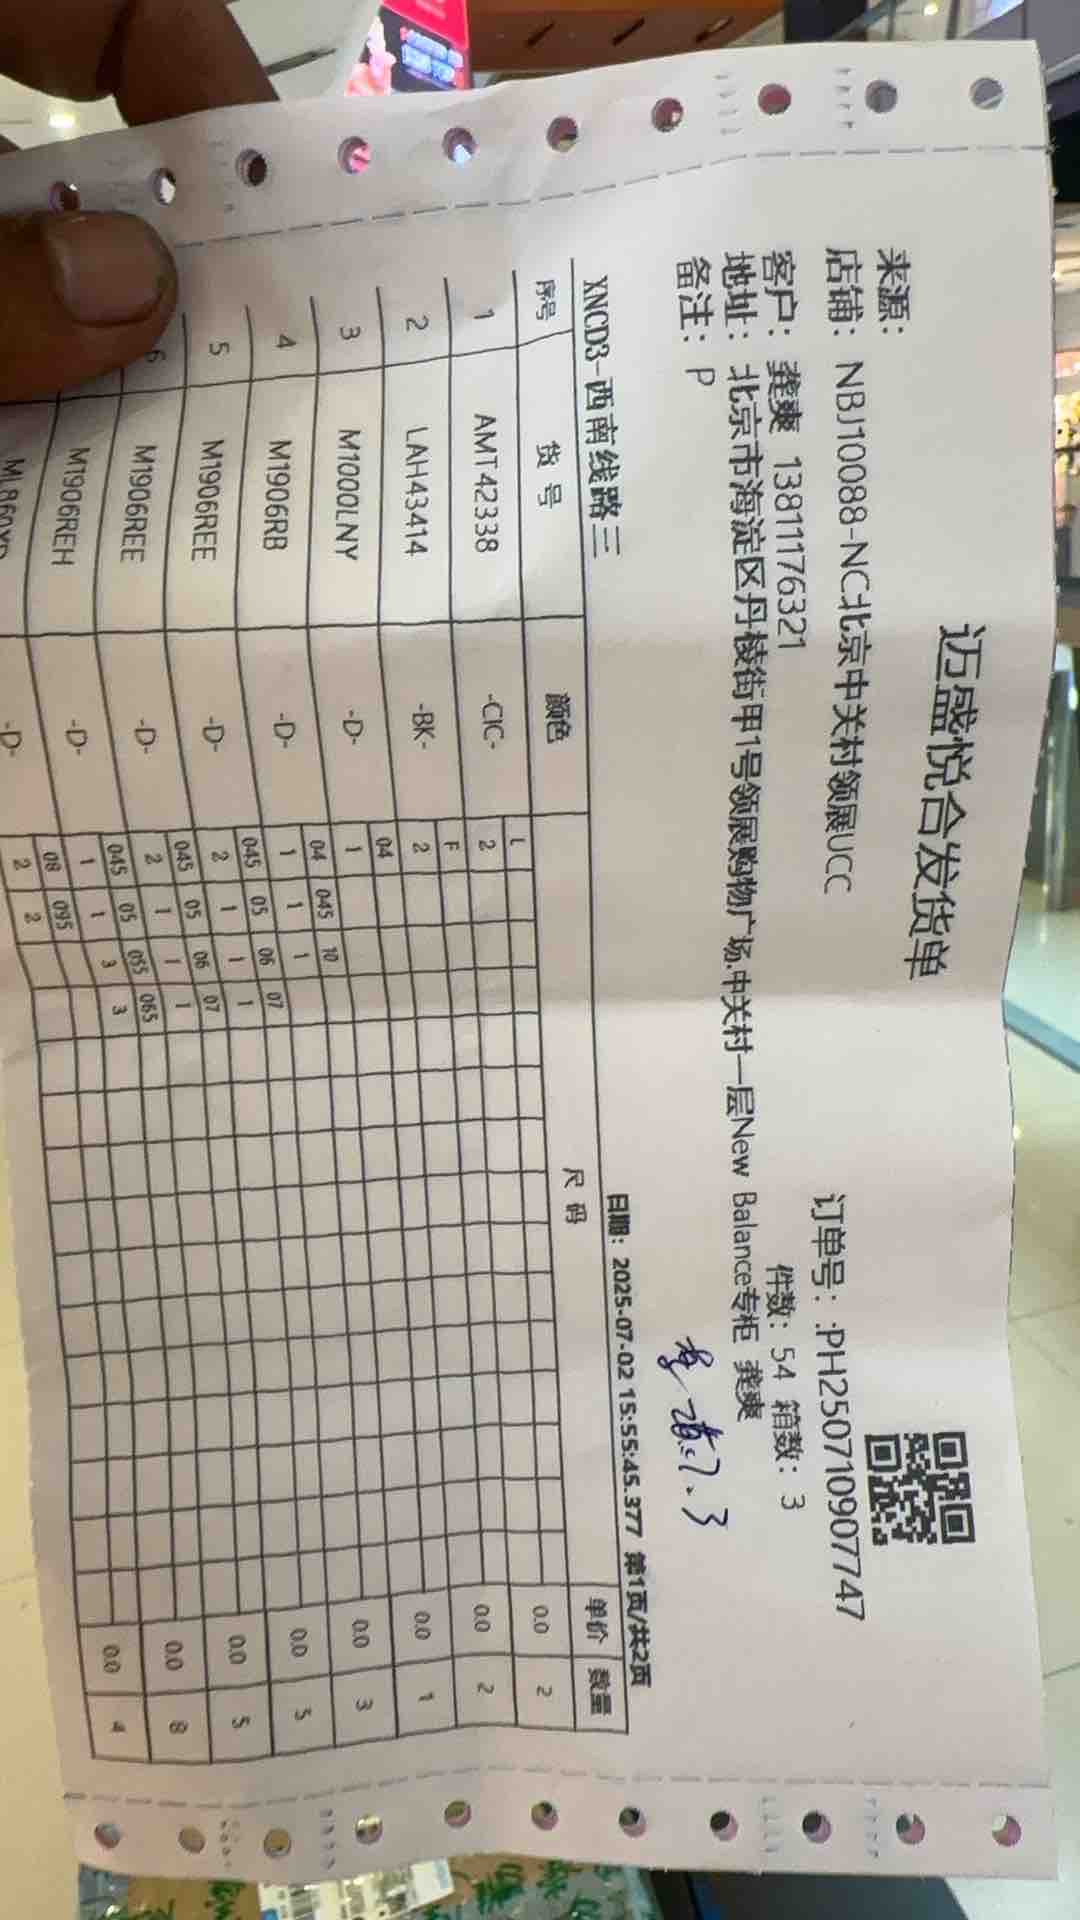 迈盛悦合发货单
来源:
店铺: NBJ10088-NC北京中关村领展UCC 订单号: :PH250710907747
客户: 龚爽 13811176321 件数: 54 箱数: 3
地址: 北京市海淀区丹棱街甲1号领展购物广场.中关村一层New Balance专柜 龚爽
备注: P
7.3
XNCD3-西南线路三 日期: 2025-07-02 15:55:45.377 第1页/共2页
序号 货号 颜色 尺码 单价 数量
L
1 AMT42338 -CIC- 2 0.0 2
F
2 LAH43414 -BK- 2 0.0 2
04
3 M1000LNY -D- 1 0.0 1
04 045 10
4 M1906RB -D- 1 1 1 0.0 3
045 05 06 07
5 M1906REE -D- 2 1 1 1 0.0 5
045 05 06 07
6 M1906REE -D- 2 1 1 1 0.0 5
045 05 055 065
M1906REH -D- 1 1 3 3 0.0 8
08 095
-D- 2 2 0.0 4